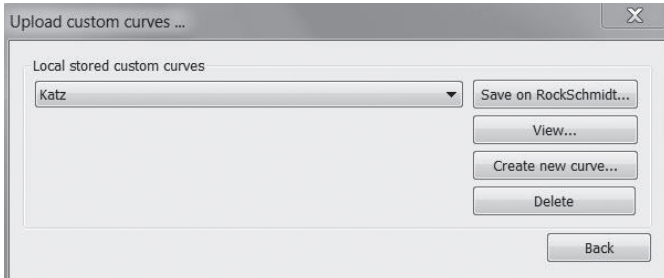 Upload custom curves ...
Local stored custom curves
Katz
Save on RockSchmidt...
View...
Create new curve...
Delete
Back